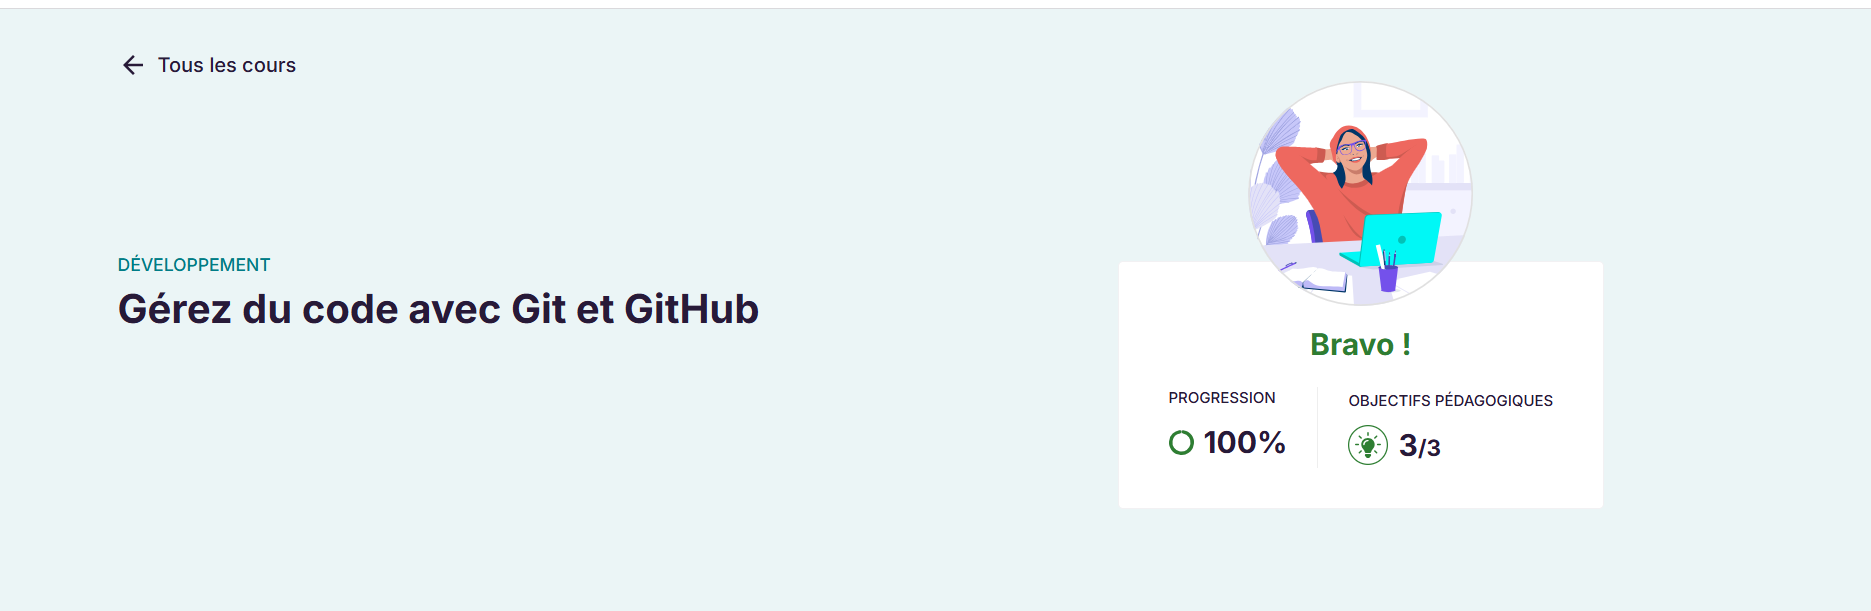 Tous les cours
DÉVELOPPEMENT
Gérez du code avec Git et GitHub
Bravo !
PROGRESSION
100%
OBJECTIFS PÉDAGOGIQUES
3/3